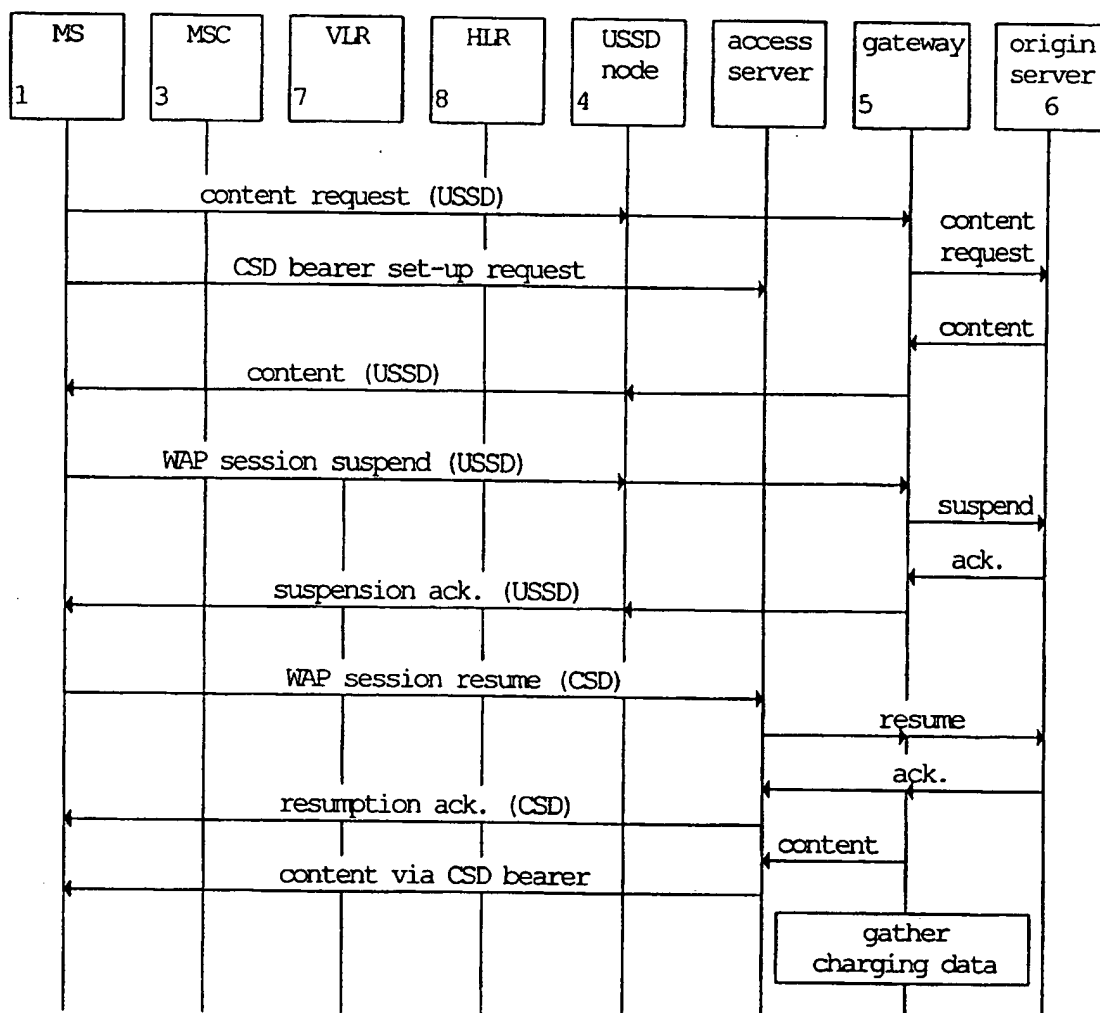 MS
1
MSC
3
VLR
7
HLR
8
USSD
node
4
access
server
gateway
5
origin
server
6
content request (USSD)
content
request
CSD bearer set-up request
content
content (USSD)
WAP session suspend (USSD)
suspend
ack.
suspension ack. (USSD)
WAP session resume (CSD)
resume
ack.
resumption ack. (CSD)
content
content via CSD bearer
gather
charging data